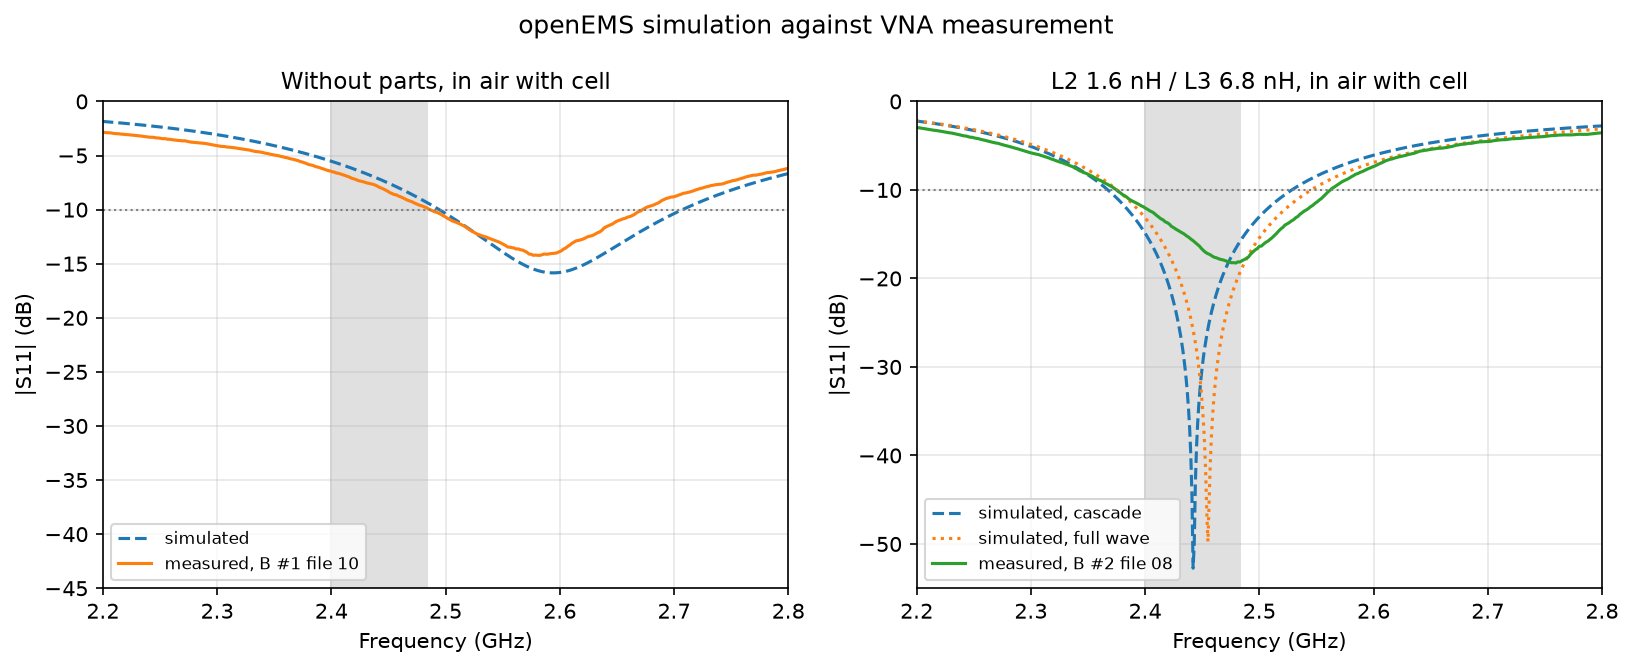 openEMS simulation against VNA measurement
Without parts, in air with cell
|S11| (dB)
0
−5
−10
−15
−20
−25
−30
−35
−40
−45
simulated
measured, B #1 file 10
2.2 2.3 2.4 2.5 2.6 2.7 2.8
Frequency (GHz)
L2 1.6 nH / L3 6.8 nH, in air with cell
|S11| (dB)
0
−10
−20
−30
−40
−50
simulated, cascade
simulated, full wave
measured, B #2 file 08
2.2 2.3 2.4 2.5 2.6 2.7 2.8
Frequency (GHz)